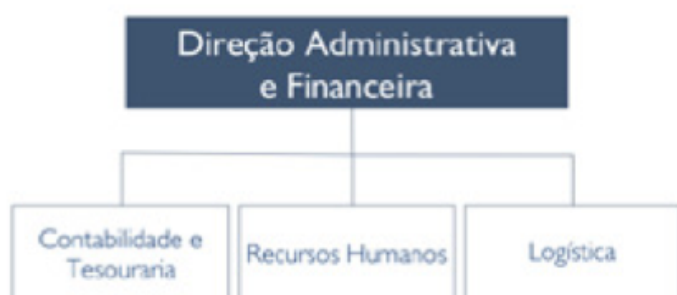 Direção Administrativa
e Financeira
Contabilidade e
Tesouraria
Recursos Humanos
Logística